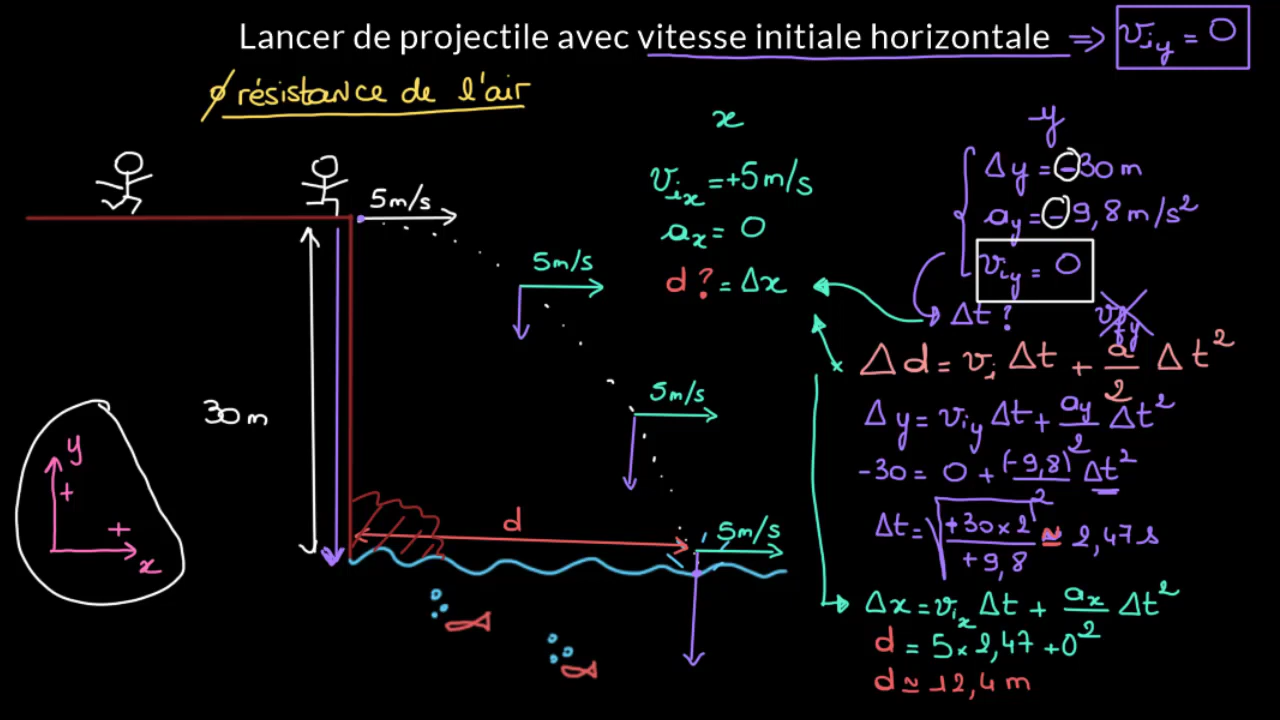 Lancer de projectile avec vitesse initiale horizontale ⇒ v_iy = 0
∅ résistance de l'air
x
v_ix = +5m/s
a_x = 0
d ? = Δx
y
Δy = -30 m
a_y = -9,8 m/s²
v_iy = 0
Δt ?
v_fy
Δd = v_i Δt + a/2 Δt²
Δy = v_iy Δt + a_y/2 Δt²
-30 = 0 + (-9,8)/2 Δt²
Δt = √(+30×2/+9,8) ≈ 2,47 s
Δx = v_ix Δt + a_x/2 Δt²
d = 5 × 2,47 + 0²
d ≃ 12,4 m
5m/s
5m/s
5m/s
5m/s
30 m
d
y
+
+
x